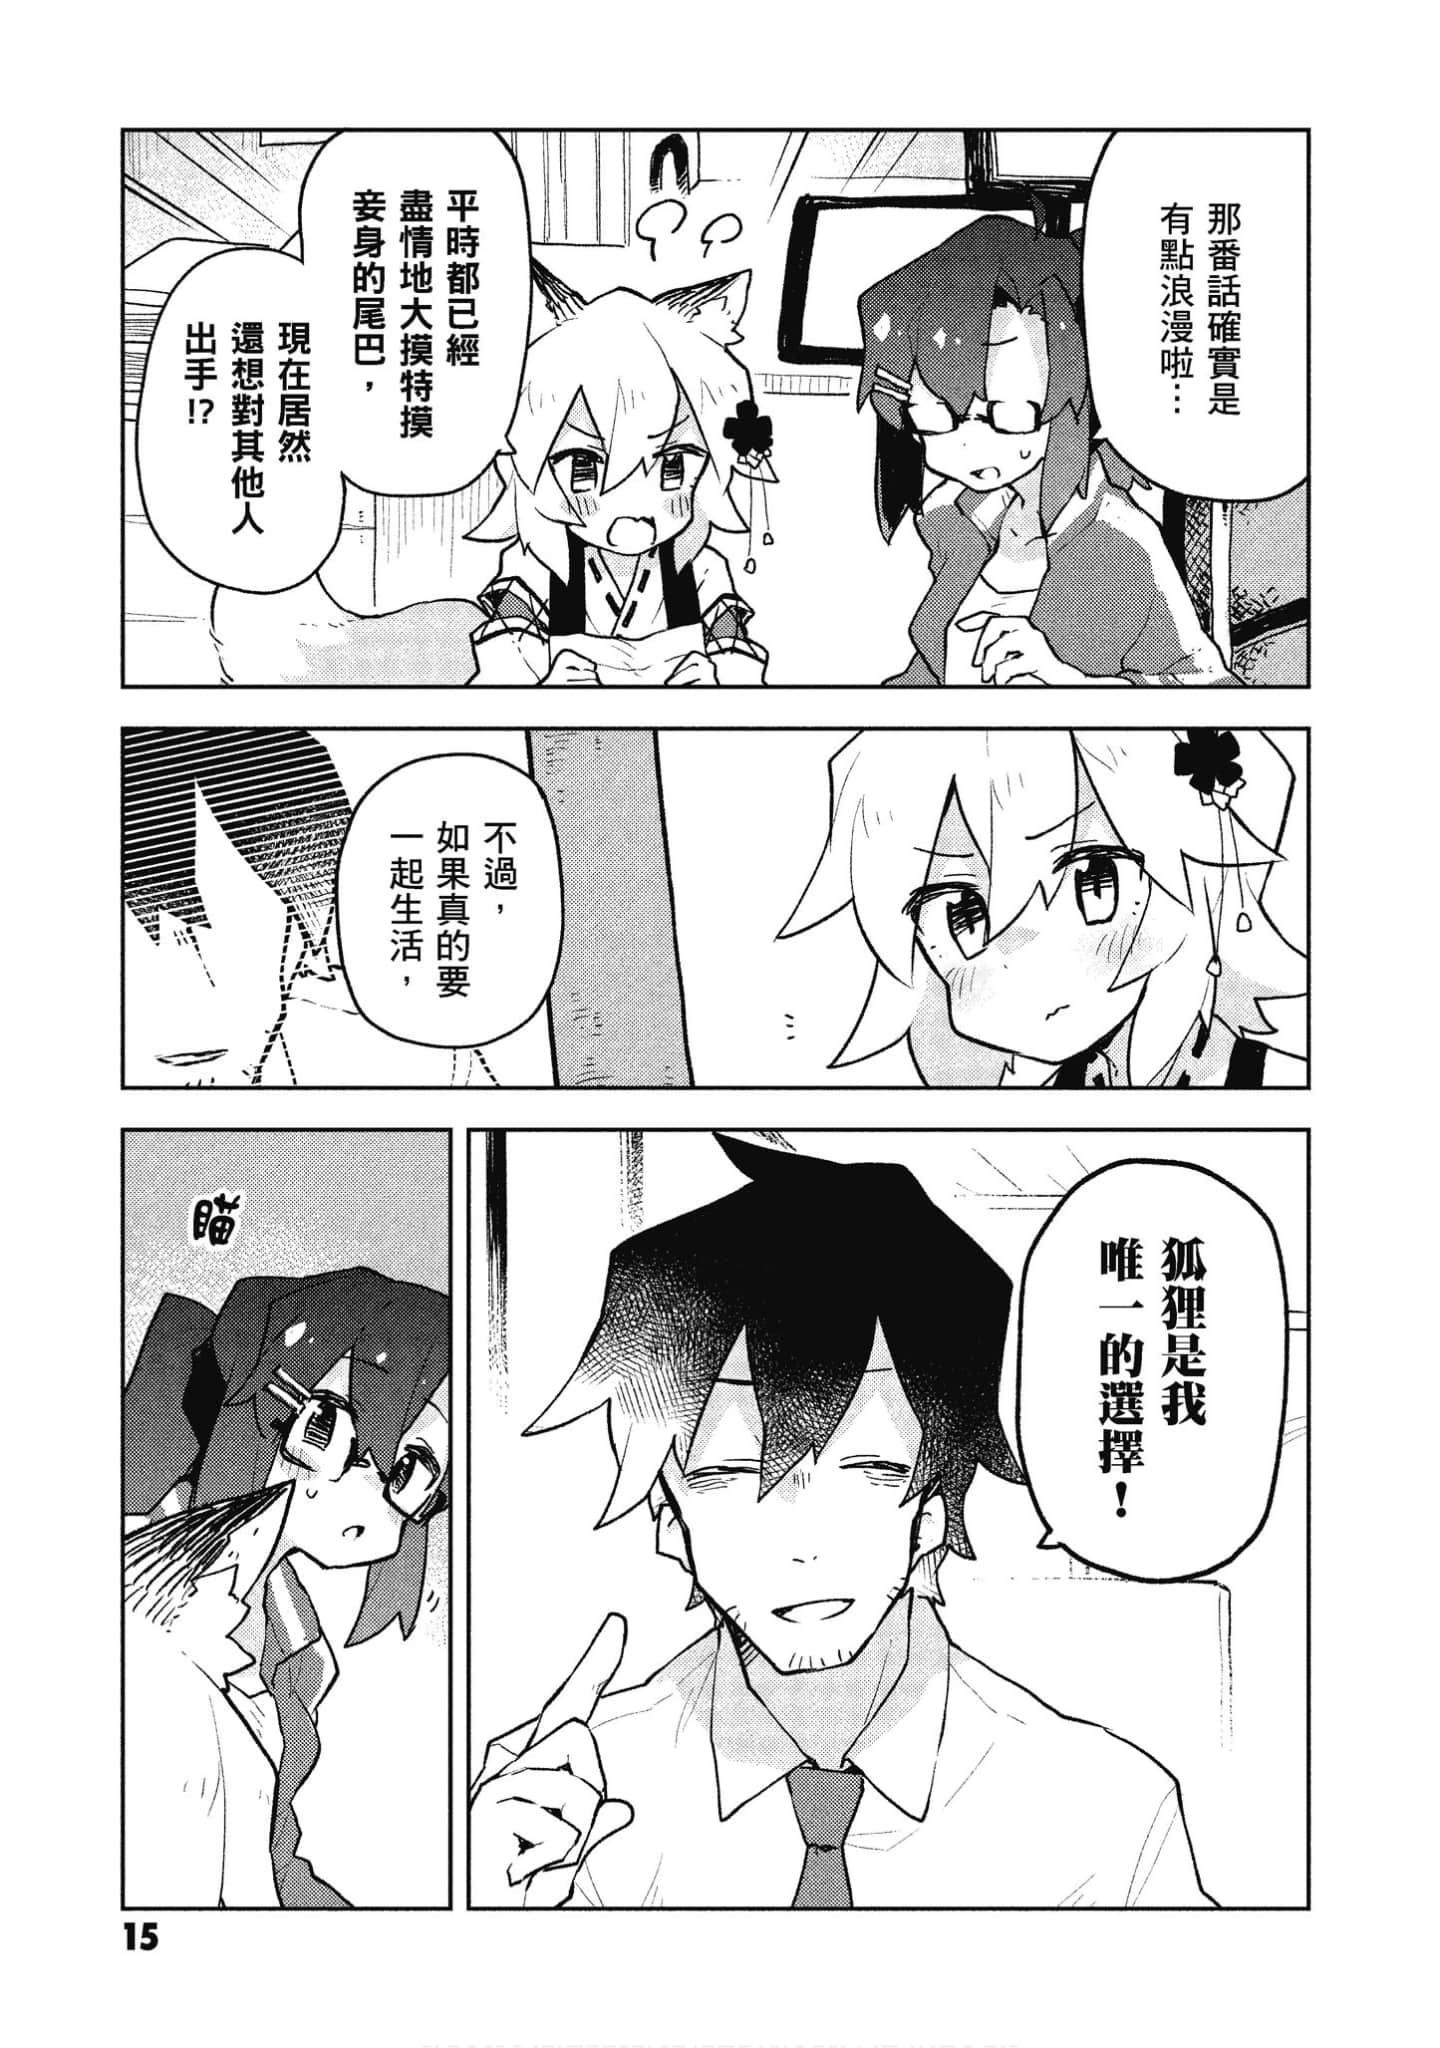 那番話確實是
有點浪漫啦…
平時都已經
盡情地大摸特摸
妾身的尾巴，
現在居然
還想對其他人
出手!?
不過，
如果真的要
一起生活，
狐狸是我
唯一的選擇！
瞄
15